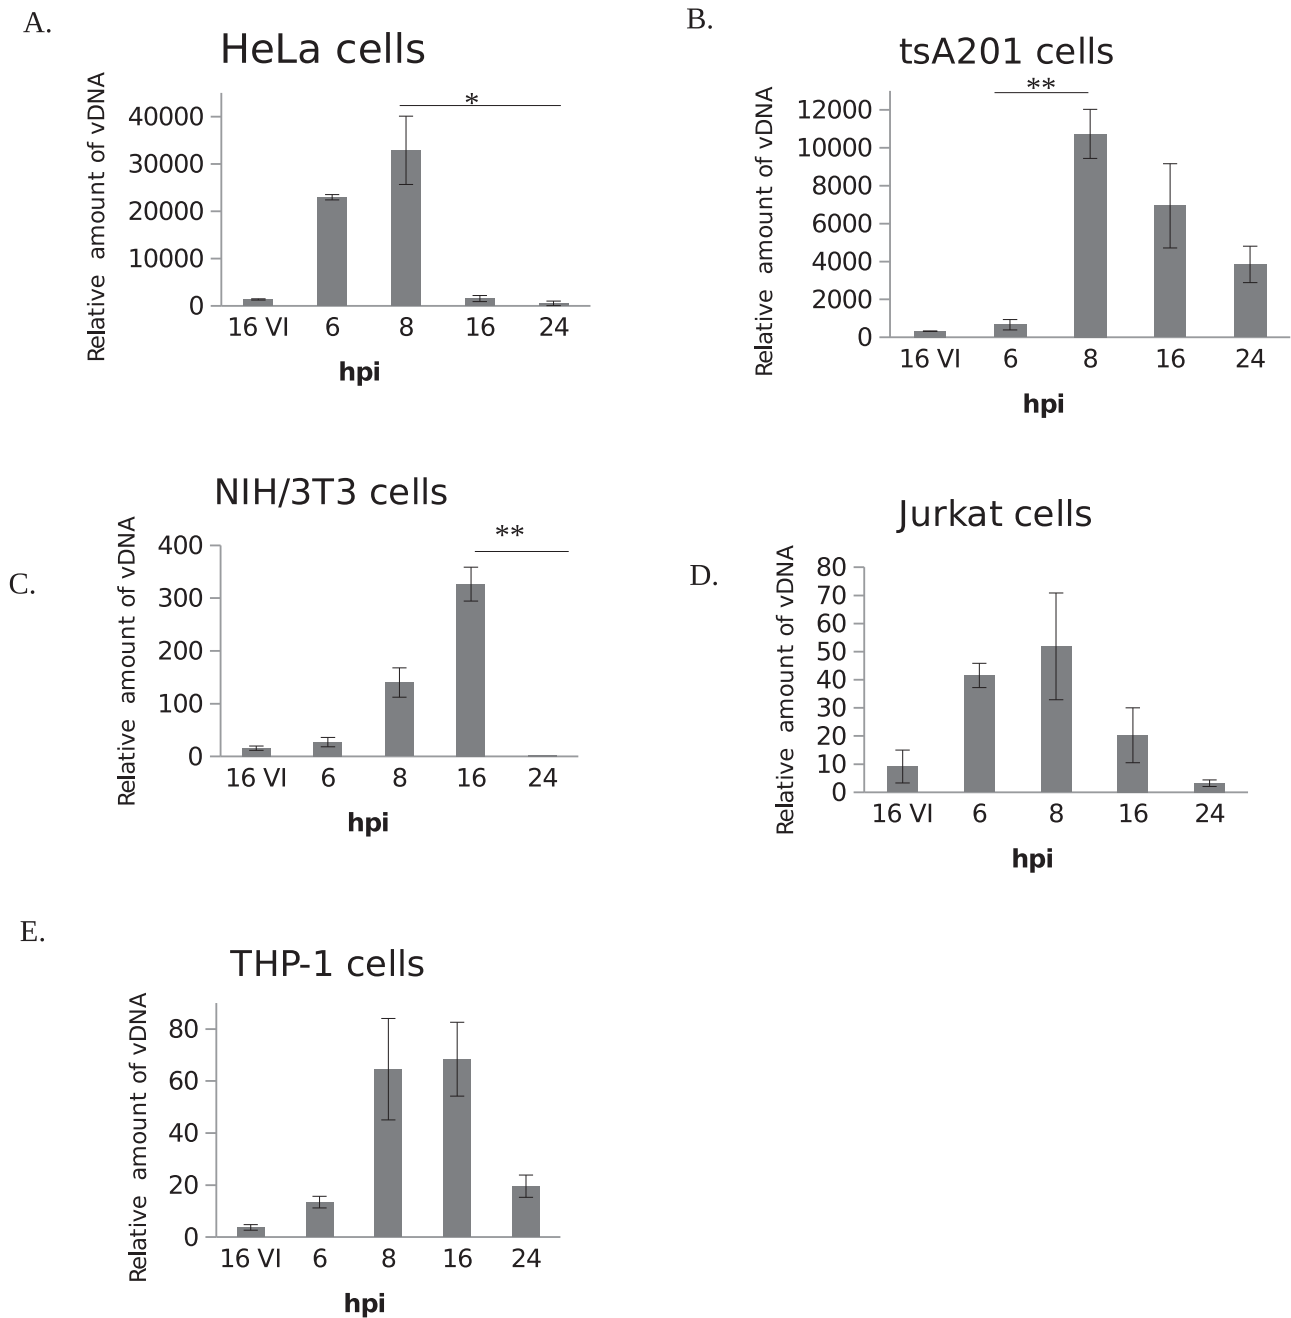 A.
HeLa cells
*
Relative amount of vDNA
40000
30000
20000
10000
0
16 VI 6 8 16 24
hpi
B.
tsA201 cells
**
Relative amount of vDNA
12000
10000
8000
6000
4000
2000
0
16 VI 6 8 16 24
hpi
C.
NIH/3T3 cells
**
Relative amount of vDNA
400
300
200
100
0
16 VI 6 8 16 24
hpi
D.
Jurkat cells
Relative amount of vDNA
80
70
60
50
40
30
20
10
0
16 VI 6 8 16 24
hpi
E.
THP-1 cells
Relative amount of vDNA
80
60
40
20
0
16 VI 6 8 16 24
hpi